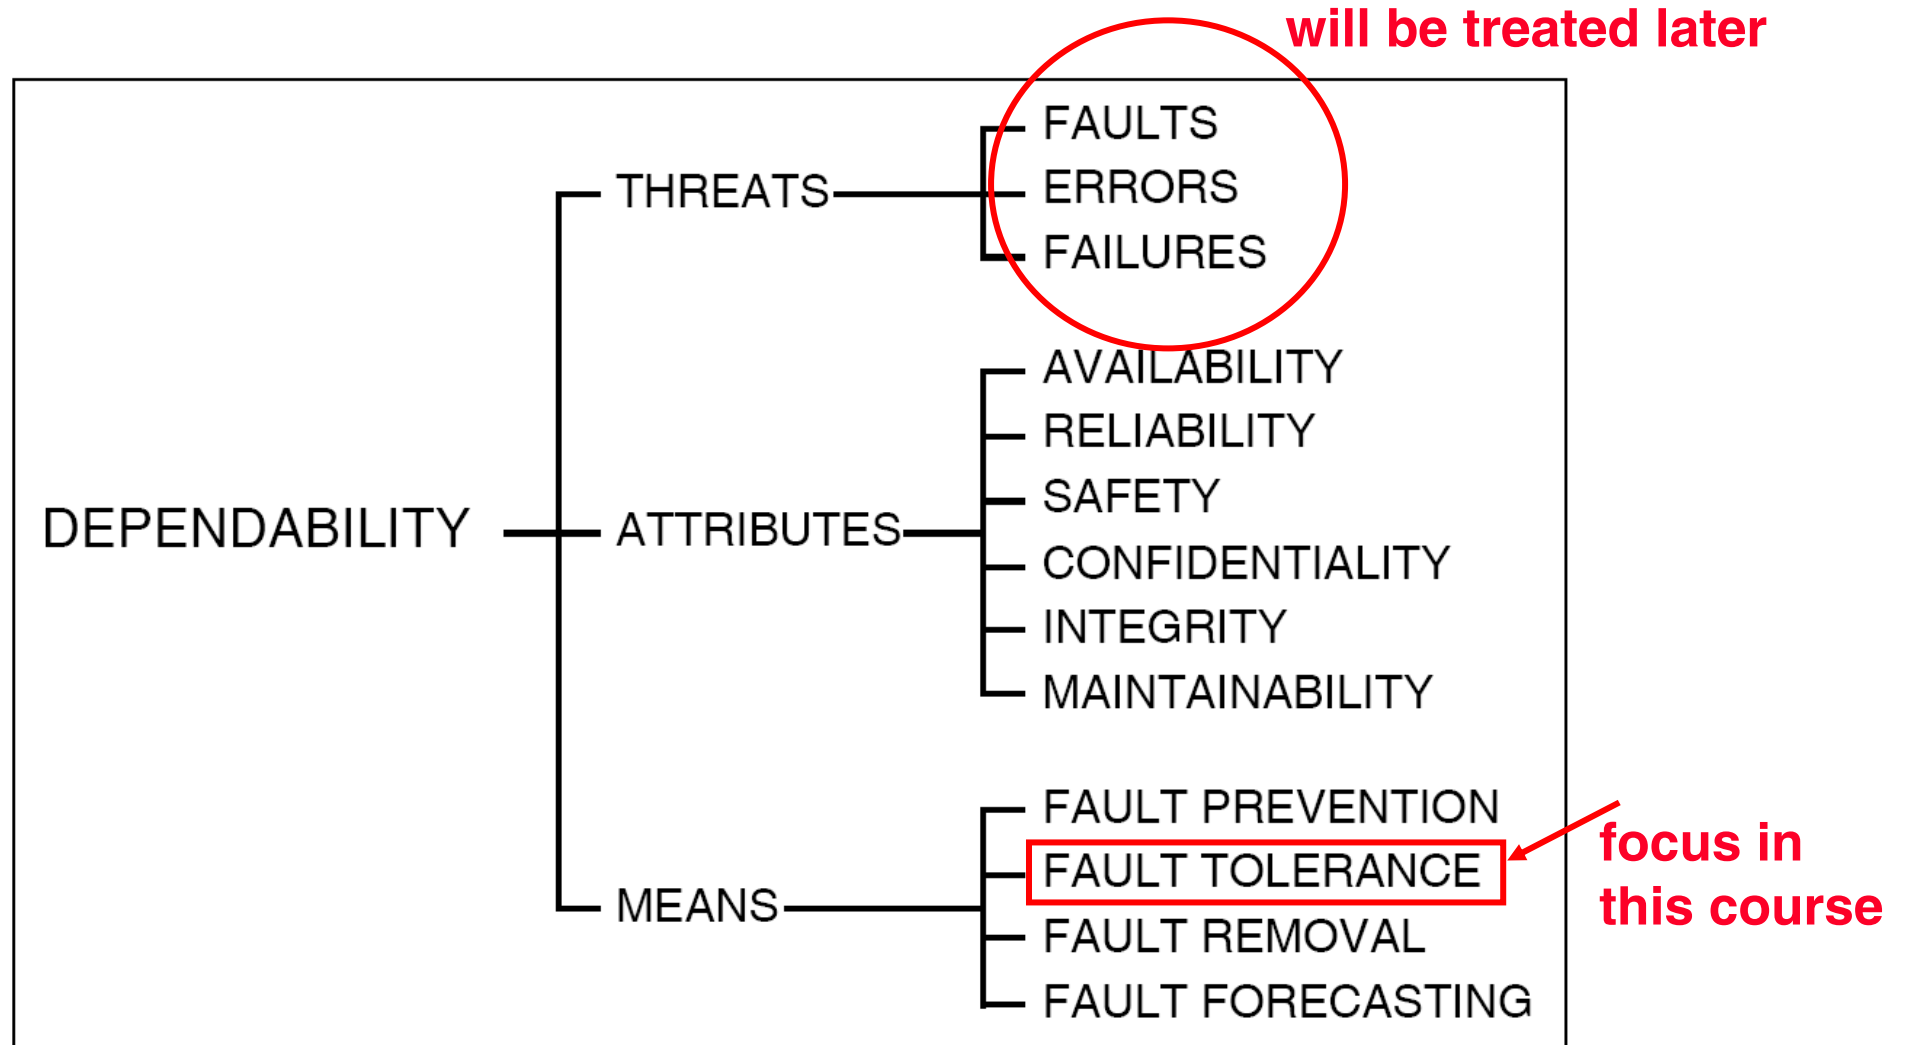 will be treated later
FAULTS
THREATS
ERRORS
FAILURES
AVAILABILITY
RELIABILITY
SAFETY
DEPENDABILITY
ATTRIBUTES
CONFIDENTIALITY
INTEGRITY
MAINTAINABILITY
FAULT PREVENTION
FAULT TOLERANCE
focus in
this course
MEANS
FAULT REMOVAL
FAULT FORECASTING